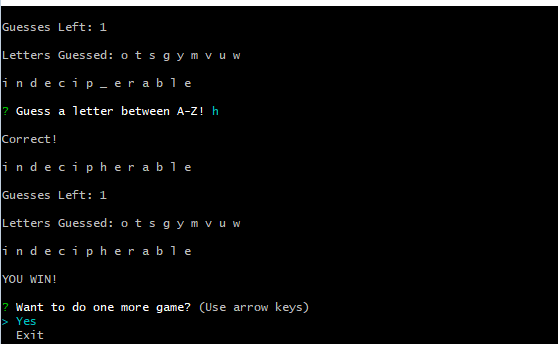 Guesses Left: 1
Letters Guessed: o t s g y m v u w
i n d e c i p _ e r a b l e
? Guess a letter between A-Z! h
Correct!
i n d e c i p h e r a b l e
Guesses Left: 1
Letters Guessed: o t s g y m v u w
i n d e c i p h e r a b l e
YOU WIN!
? Want to do one more game? (Use arrow keys)
> Yes
Exit